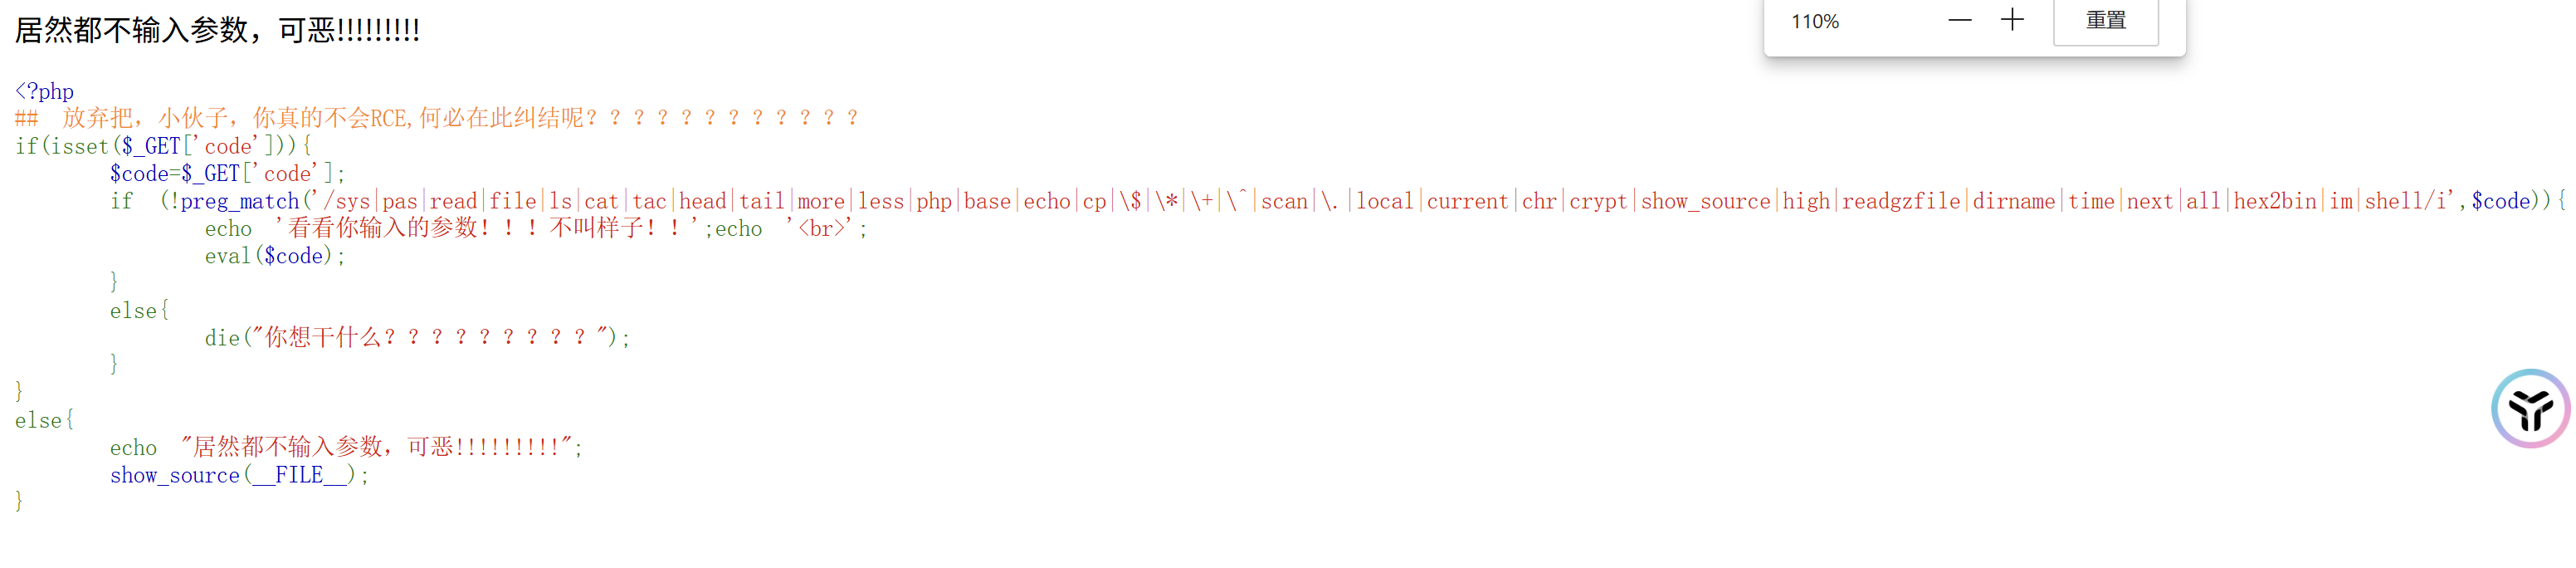 居然都不输入参数，可恶!!!!!!!!!
110%
重置
<?php
##  放弃把，小伙子，你真的不会RCE,何必在此纠结呢？？？？？？？？？？？？
if(isset($_GET['code'])){
        $code=$_GET['code'];
        if  (!preg_match('/sys|pas|read|file|ls|cat|tac|head|tail|more|less|php|base|echo|cp|\$|\*|\+|\^|scan|\.|local|current|chr|crypt|show_source|high|readgzfile|dirname|time|next|all|hex2bin|im|shell/i',$code)){
                echo  '看看你输入的参数！！！不叫样子！！';echo  '<br>';
                eval($code);
        }
        else{
                die("你想干什么？？？？？？？？？");
        }
}
else{
        echo  "居然都不输入参数，可恶!!!!!!!!!";
        show_source(__FILE__);
}